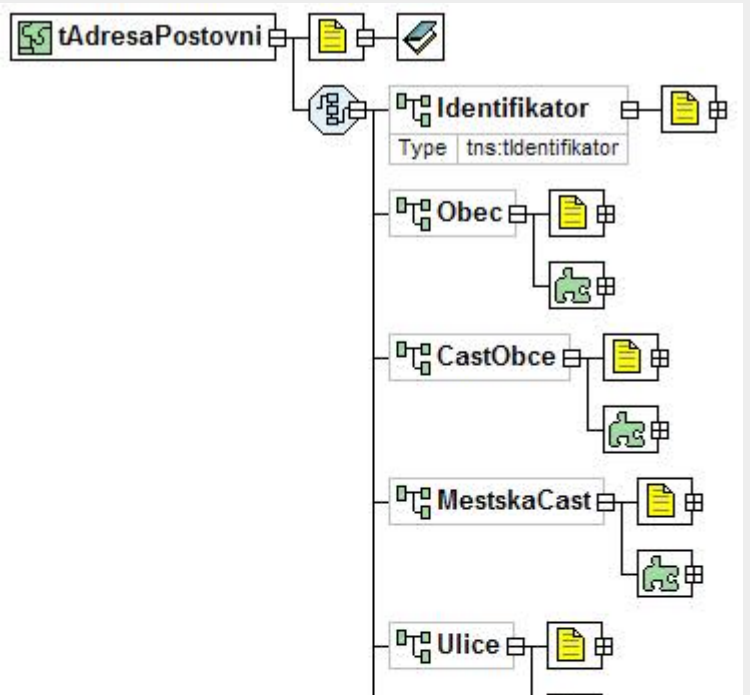 tAdresaPostovni
Identifikator
Type tns:tIdentifikator
Obec
CastObce
MestskaCast
Ulice